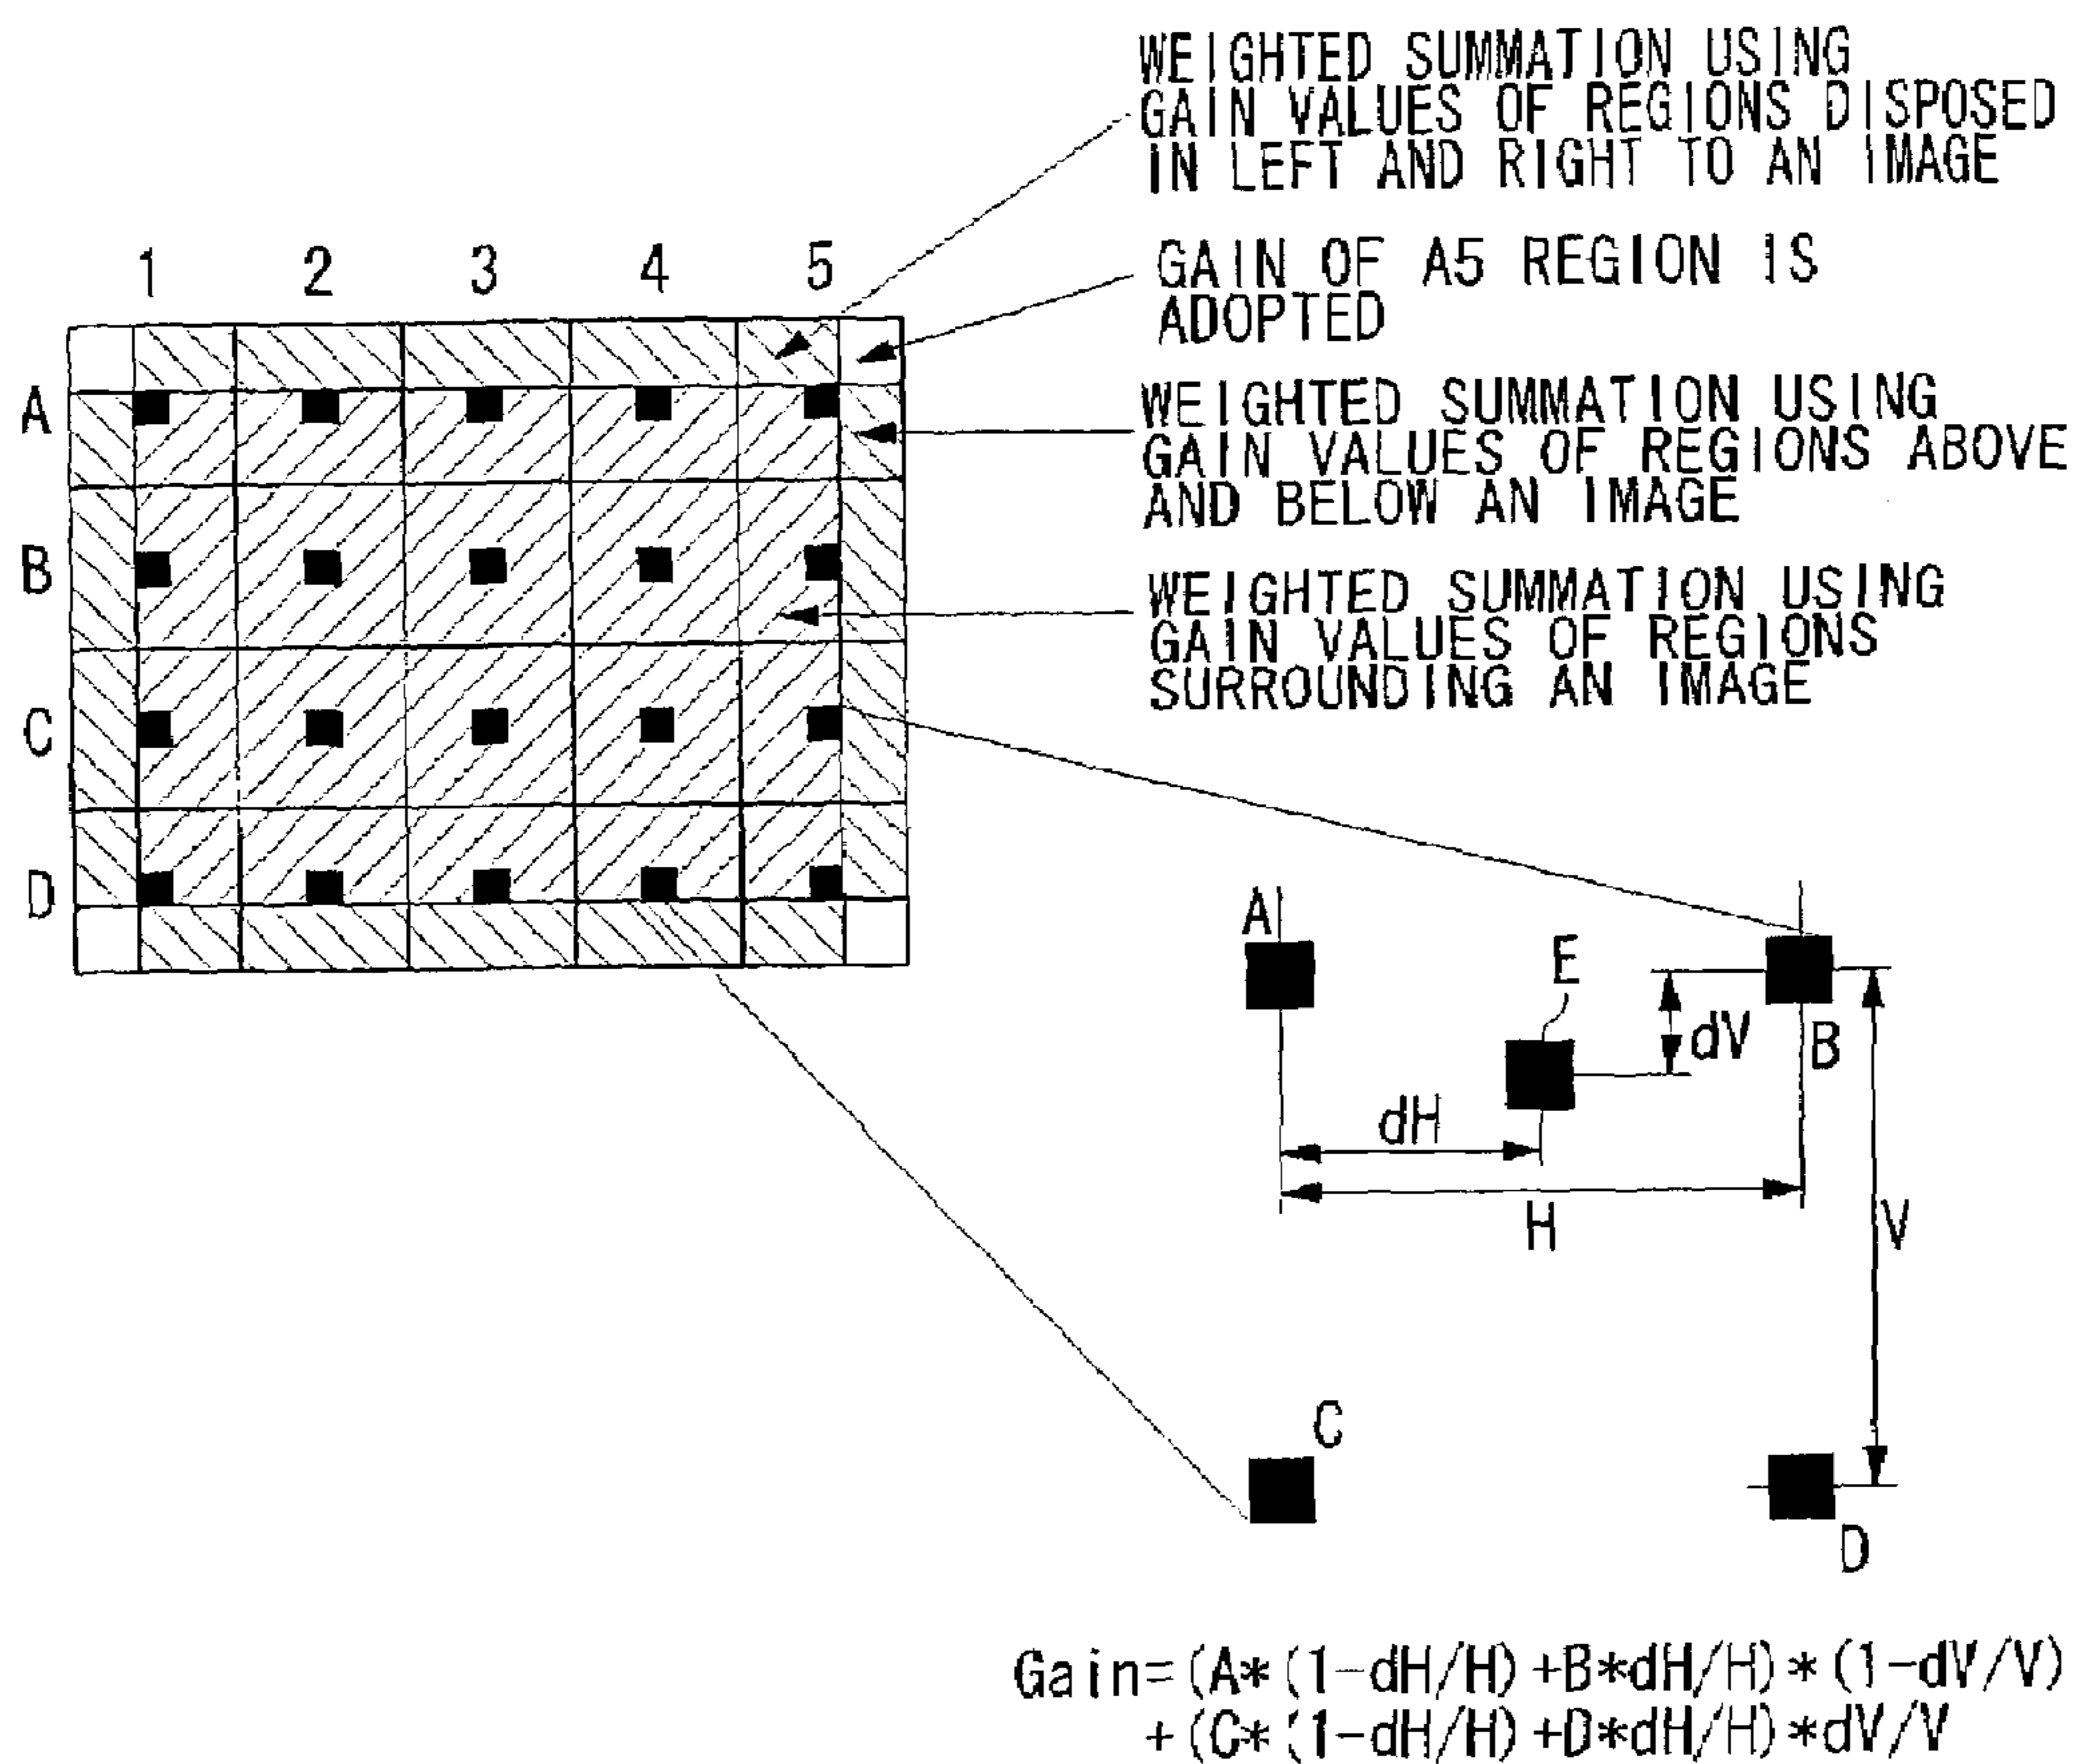 WEIGHTED SUMMATION USING
GAIN VALUES OF REGIONS DISPOSED
IN LEFT AND RIGHT TO AN IMAGE
GAIN OF A5 REGION IS
ADOPTED
WEIGHTED SUMMATION USING
GAIN VALUES OF REGIONS ABOVE
AND BELOW AN IMAGE
WEIGHTED SUMMATION USING
GAIN VALUES OF REGIONS
SURROUNDING AN IMAGE
1 2 3 4 5
A
B
C
D
A
E
dV
B
dH
H
V
C
D
Gain=(A*(1-dH/H)+B*dH/H)*(1-dV/V)
+(C*(1-dH/H)+D*dH/H)*dV/V